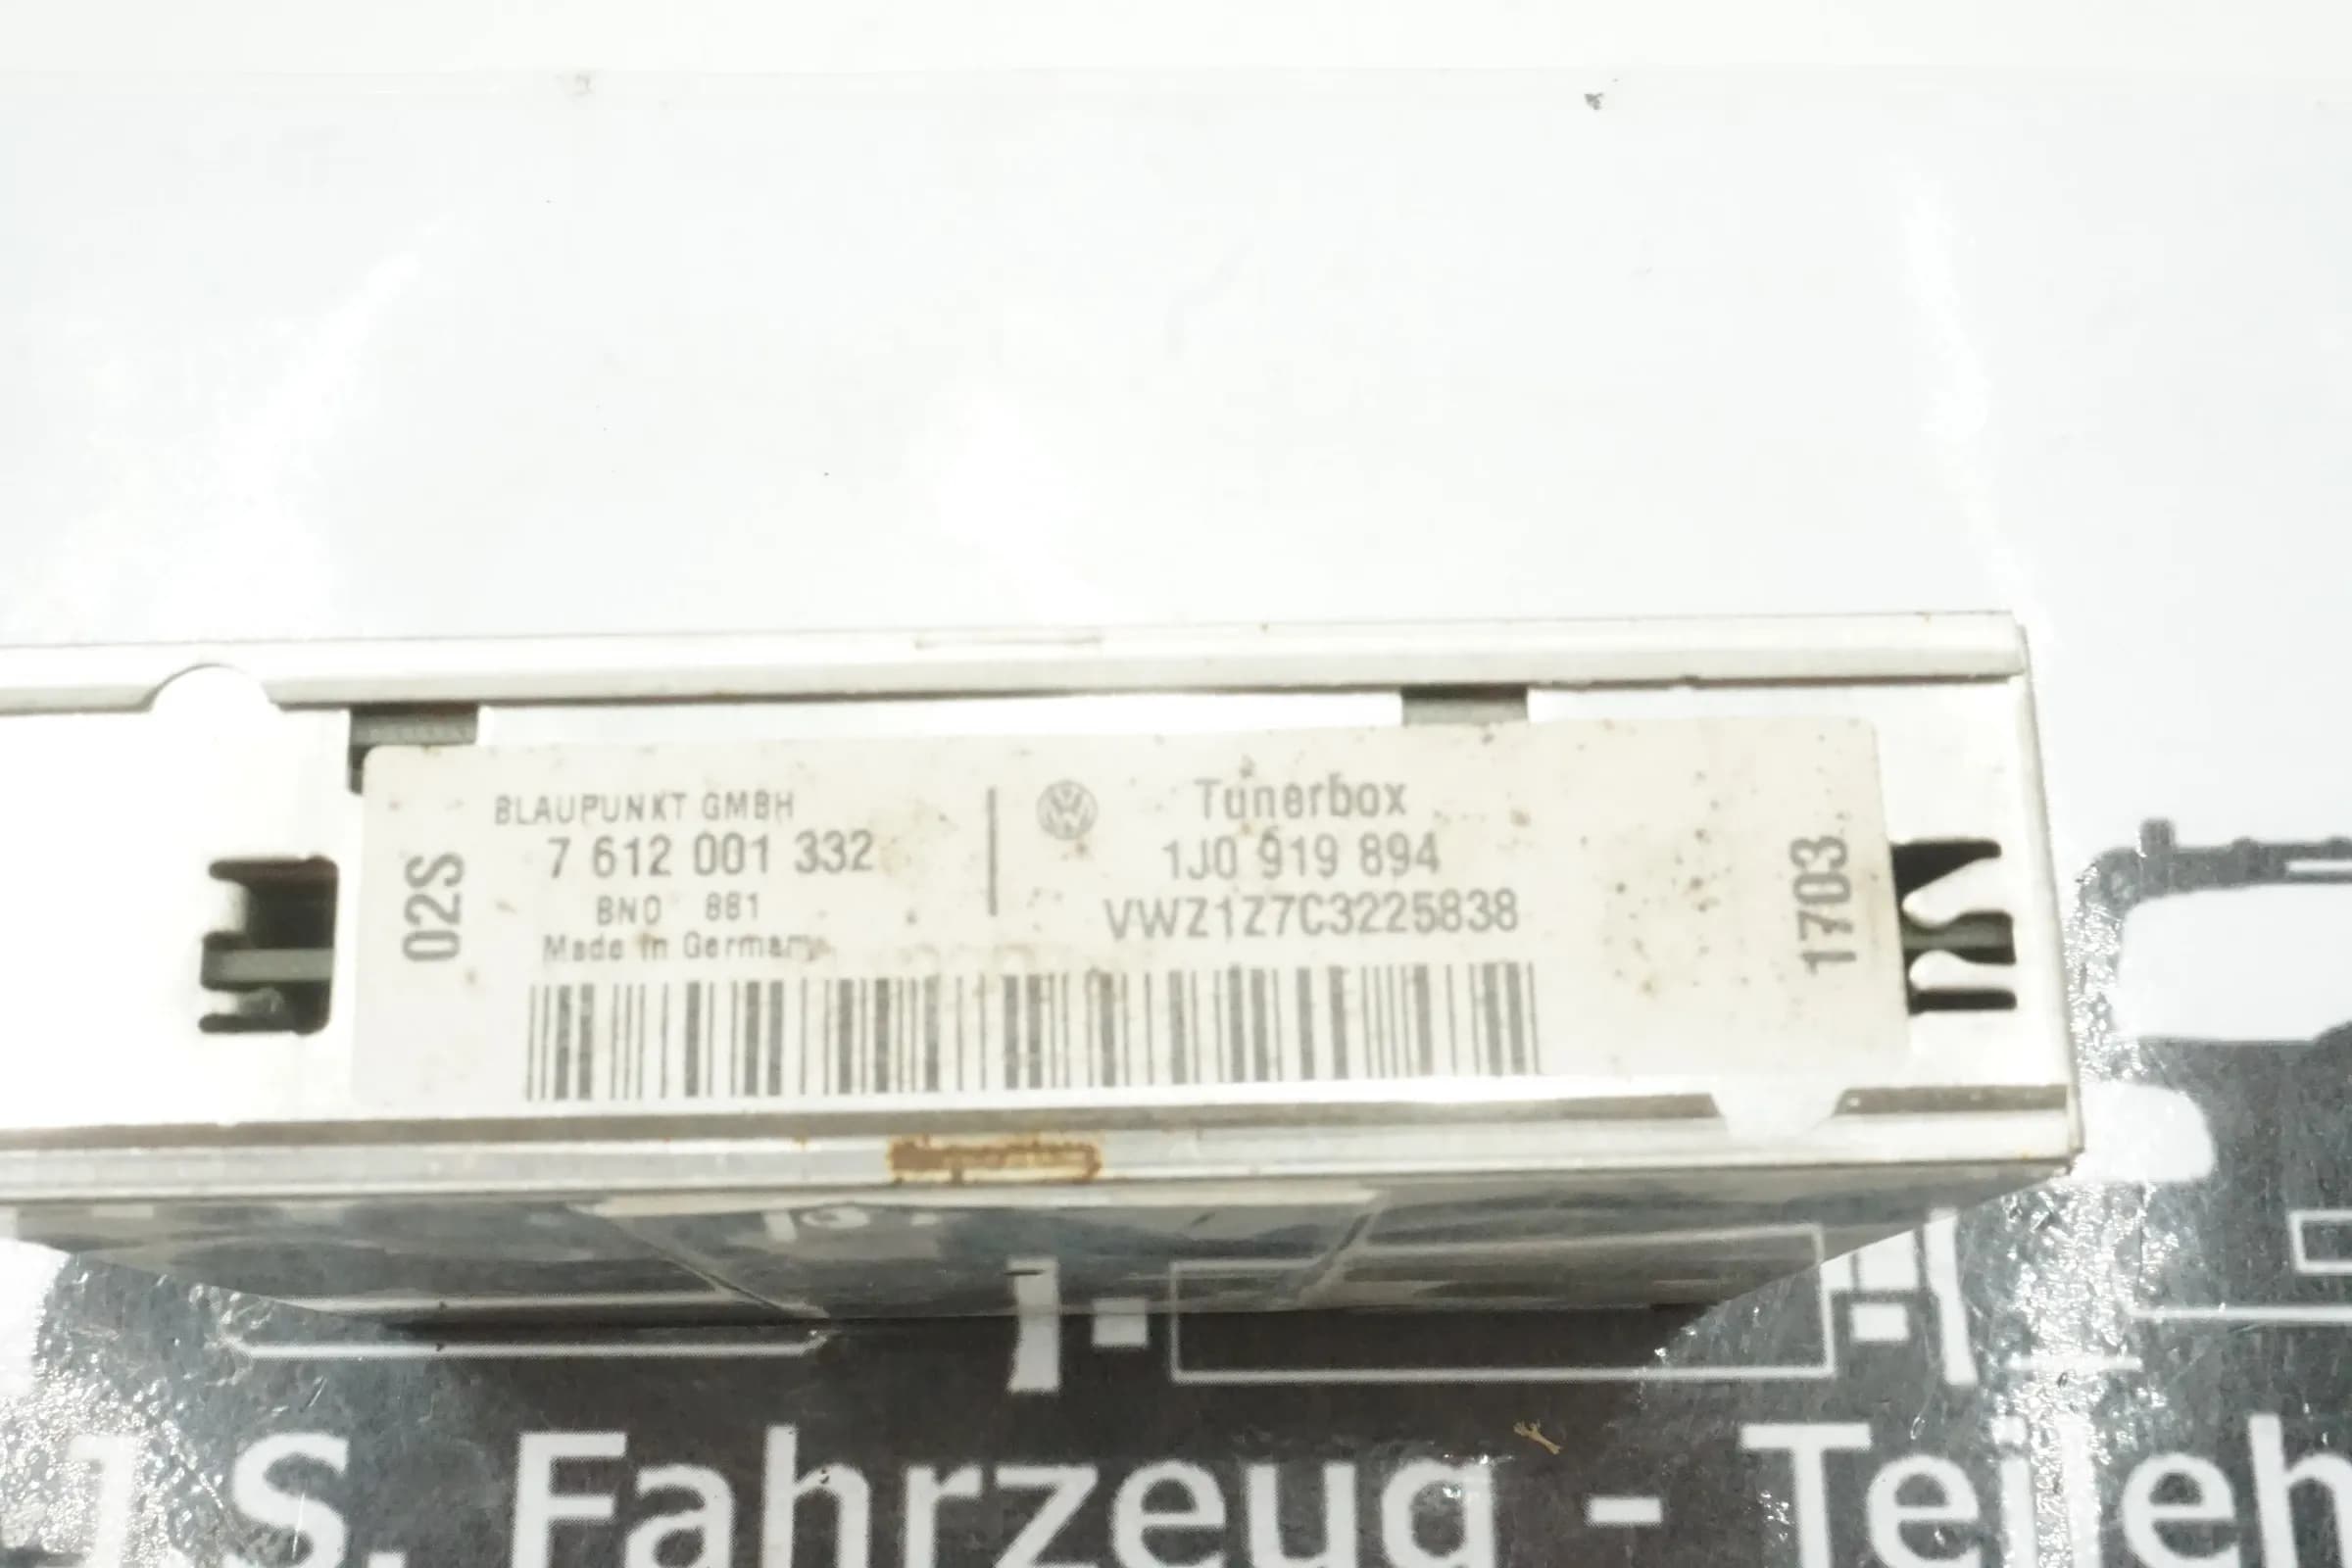 02S
BLAUPUNKT GMBH
7 612 001 332
BNO 881
Made in Germany
Tunerbox
1J0 919 894
VWZ1Z7C3225838
1703
J.S. Fahrzeug - Teileh